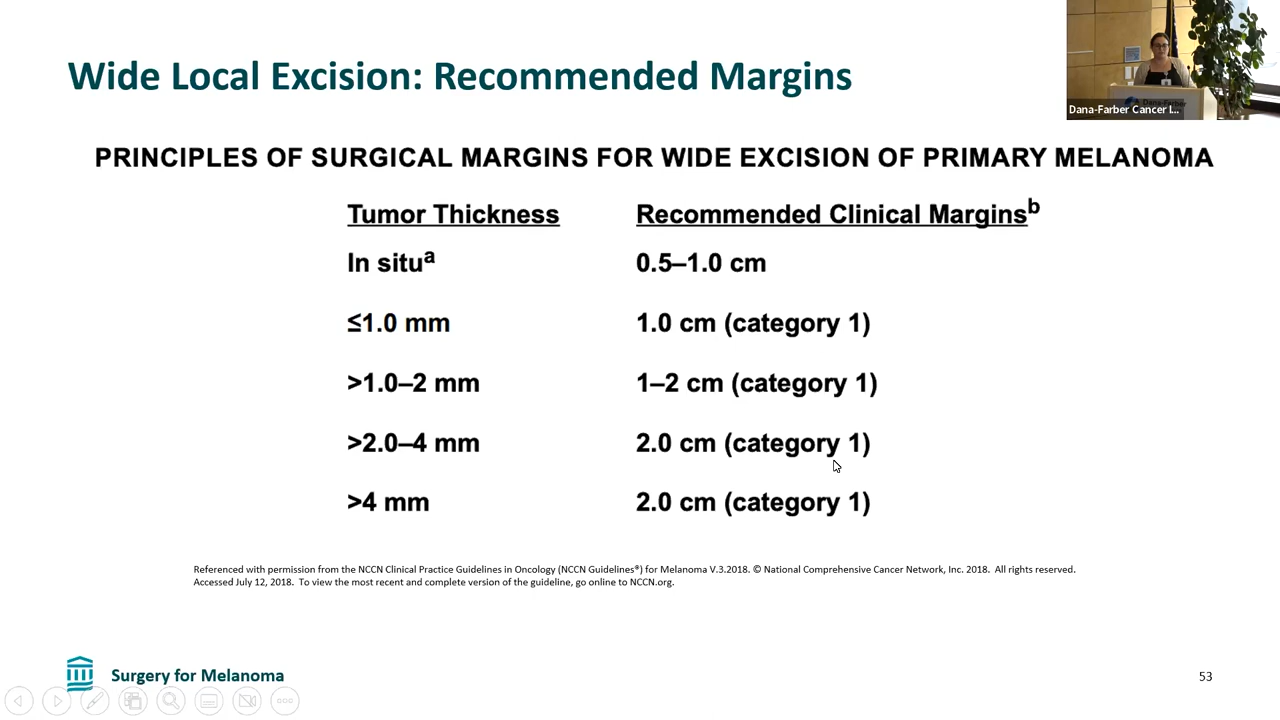 Wide Local Excision: Recommended Margins
Dana-Farber Cancer I...
PRINCIPLES OF SURGICAL MARGINS FOR WIDE EXCISION OF PRIMARY MELANOMA
Tumor Thickness Recommended Clinical Marginsb
In situa 0.5–1.0 cm
≤1.0 mm 1.0 cm (category 1)
>1.0–2 mm 1–2 cm (category 1)
>2.0–4 mm 2.0 cm (category 1)
>4 mm 2.0 cm (category 1)
Referenced with permission from the NCCN Clinical Practice Guidelines in Oncology (NCCN Guidelines®) for Melanoma V.3.2018. © National Comprehensive Cancer Network, Inc. 2018. All rights reserved.
Accessed July 12, 2018. To view the most recent and complete version of the guideline, go online to NCCN.org.
Surgery for Melanoma
53